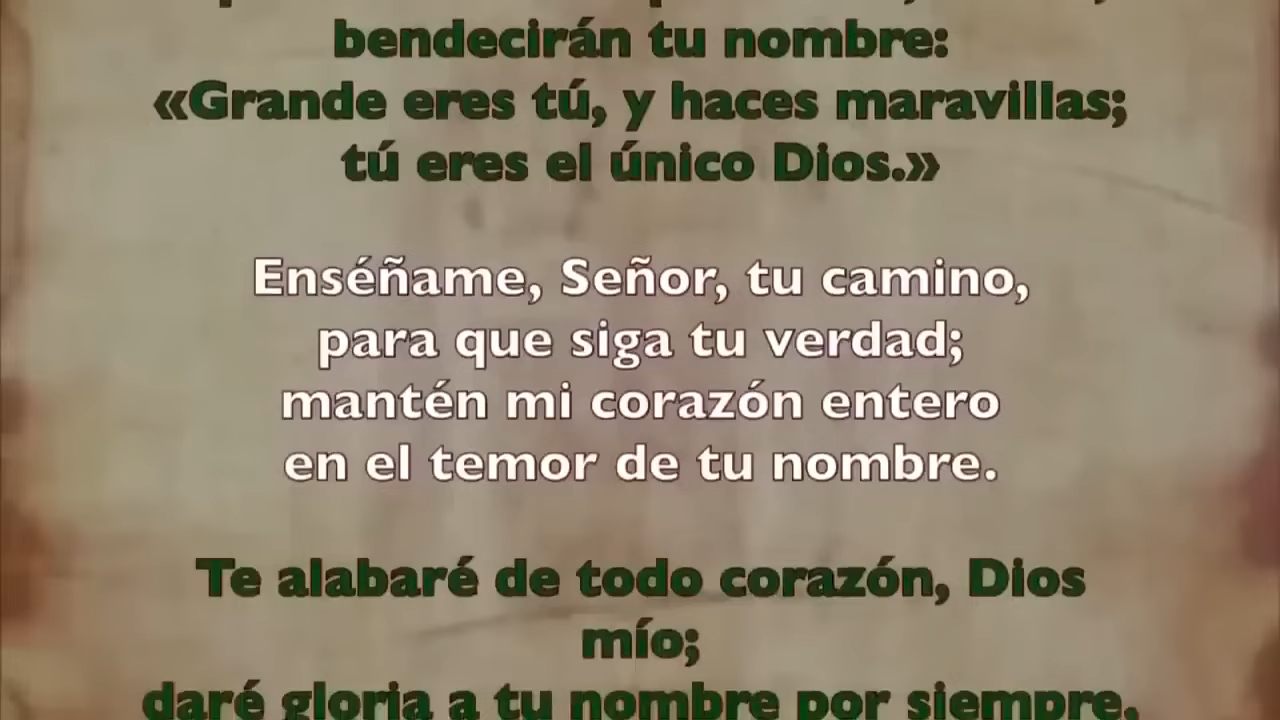 bendecirán tu nombre:
«Grande eres tú, y haces maravillas;
tú eres el único Dios.»
Enséñame, Señor, tu camino,
para que siga tu verdad;
mantén mi corazón entero
en el temor de tu nombre.
Te alabaré de todo corazón, Dios
mío;
daré gloria a tu nombre por siempre.